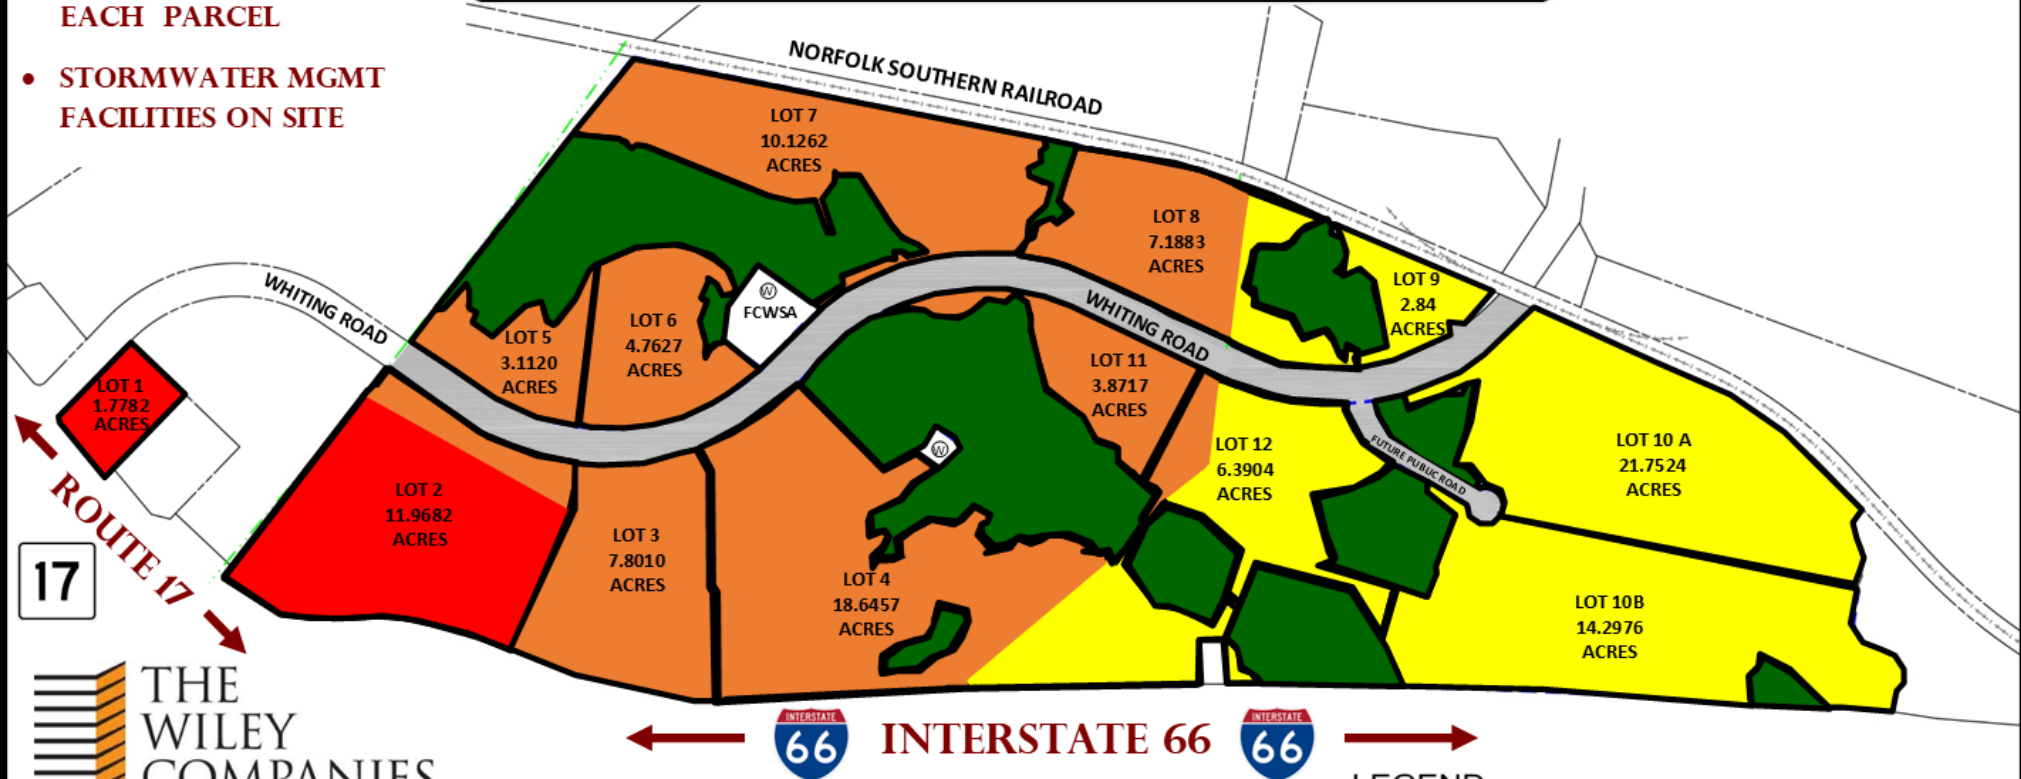 EACH PARCEL
• STORMWATER MGMT
FACILITIES ON SITE
NORFOLK SOUTHERN RAILROAD
LOT 7
10.1262
ACRES
LOT 8
7.1883
ACRES
LOT 9
2.84
ACRES
WHITING ROAD
W
FCWSA
LOT 5
3.1120
ACRES
LOT 6
4.7627
ACRES
WHITING ROAD
LOT 11
3.8717
ACRES
LOT 1
1.7782
ACRES
LOT 12
6.3904
ACRES
FUTURE PUBLIC ROAD
LOT 10 A
21.7524
ACRES
W
LOT 2
11.9682
ACRES
LOT 3
7.8010
ACRES
LOT 4
18.6457
ACRES
LOT 10B
14.2976
ACRES
ROUTE 17
17
THE
WILEY
COMPANIES
INTERSTATE
66
INTERSTATE 66
INTERSTATE
66
LEGEND